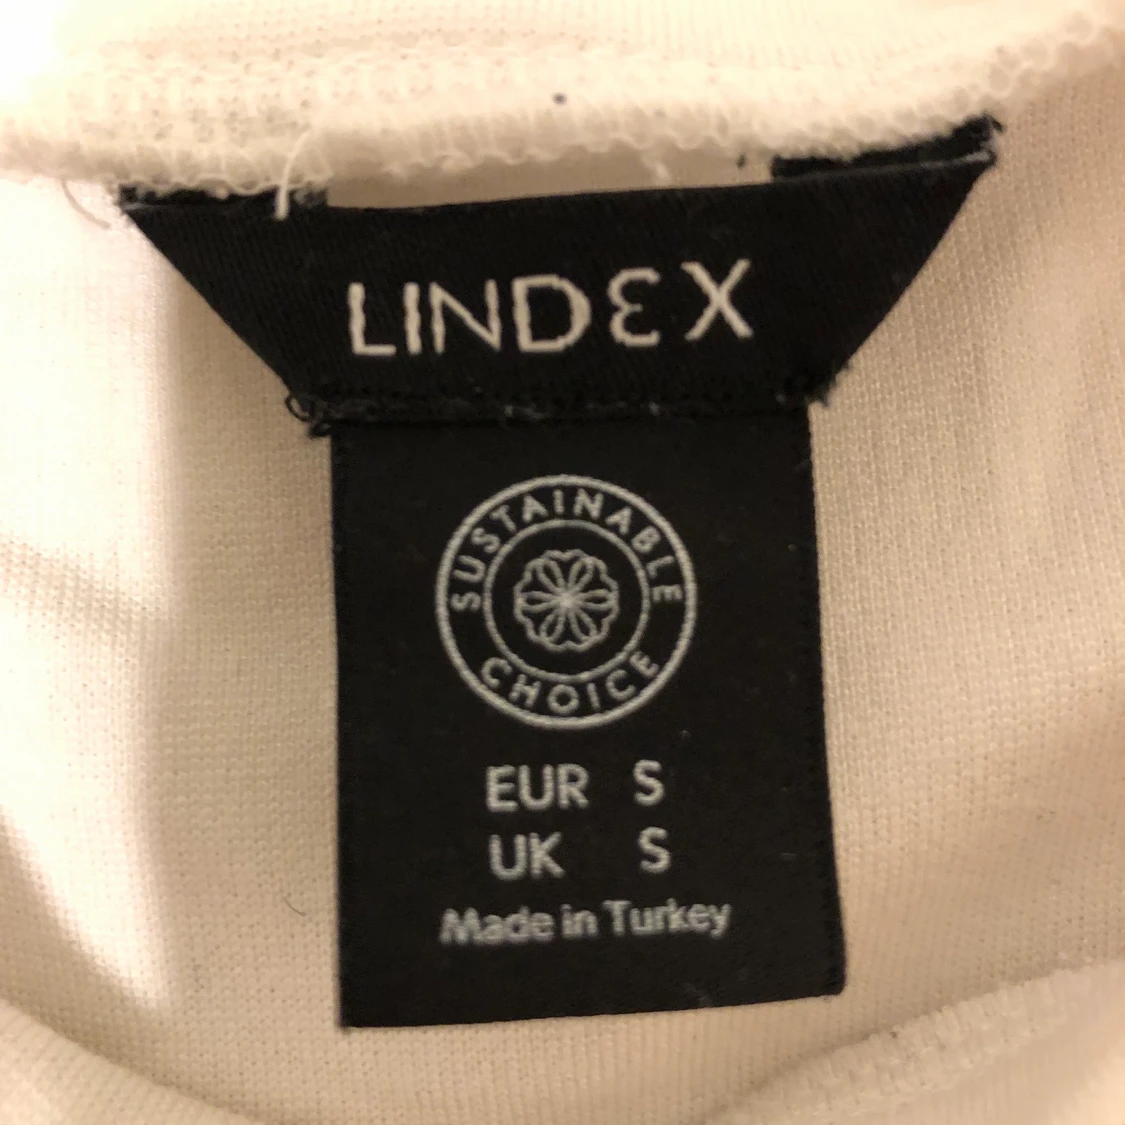 LINDEX
SUSTAINABLE
CHOICE
EUR S
UK S
Made in Turkey